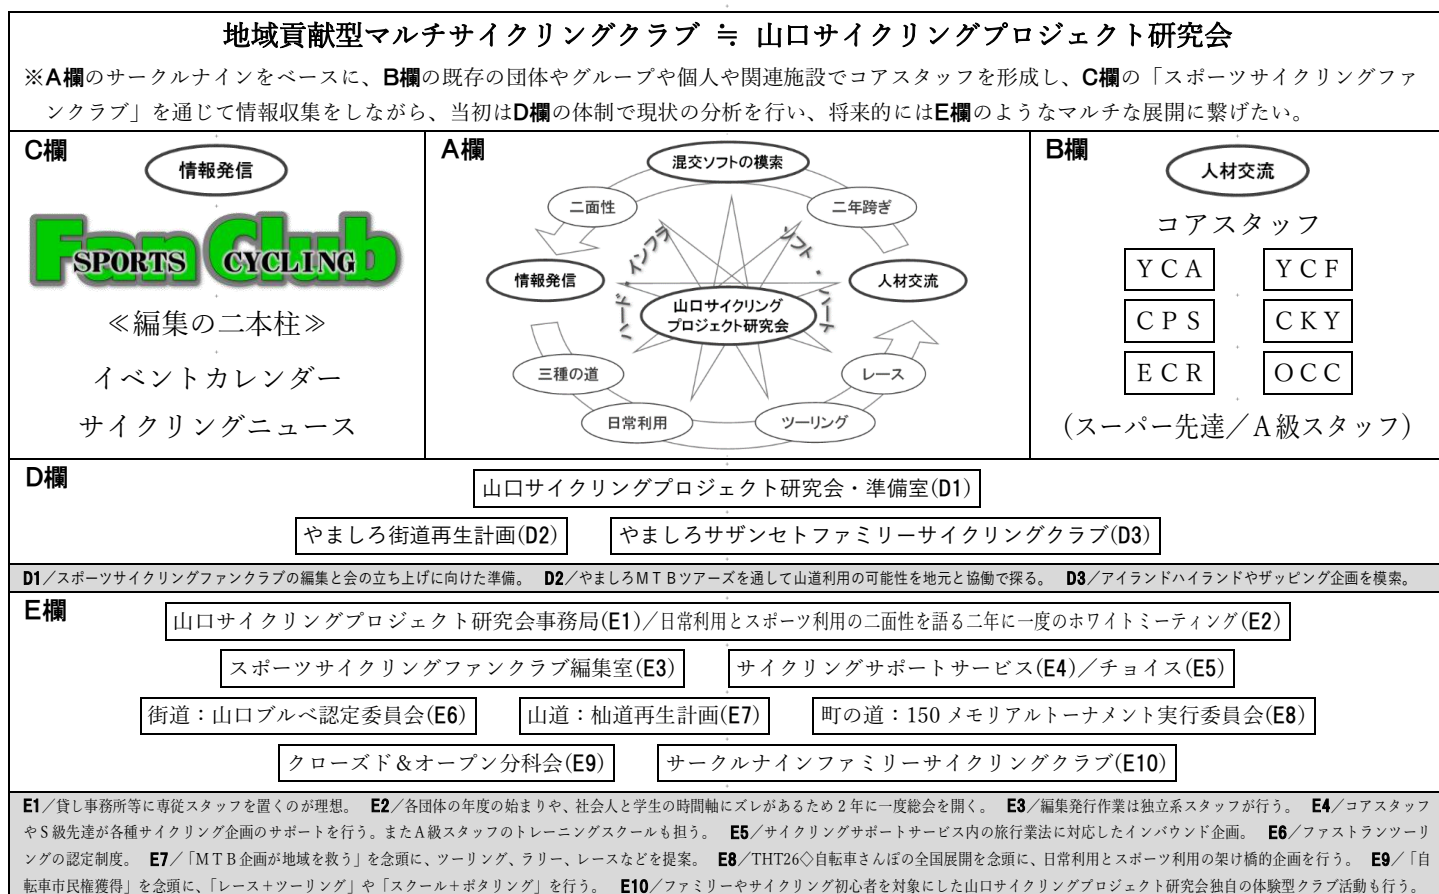 地域貢献型マルチサイクリングクラブ ≒ 山口サイクリングプロジェクト研究会
※A欄のサークルナインをベースに、B欄の既存の団体やグループや個人や関連施設でコアスタッフを形成し、C欄の「スポーツサイクリングファ
ンクラブ」を通じて情報収集をしながら、当初はD欄の体制で現状の分析を行い、将来的にはE欄のようなマルチな展開に繋げたい。
C欄
情報発信
Fan Club
SPORTS CYCLING
≪編集の二本柱≫
イベントカレンダー
サイクリングニュース
A欄
混交ソフトの模索
二面性
二年跨ぎ
ハード・インフラ
ソフト・ハート
情報発信
人材交流
山口サイクリング
プロジェクト研究会
三種の道
レース
日常利用
ツーリング
B欄
人材交流
コアスタッフ
YCA YCF
CPS CKY
ECR OCC
(スーパー先達／A級スタッフ)
D欄
山口サイクリングプロジェクト研究会・準備室(D1)
やましろ街道再生計画(D2) やましろサザンセトファミリーサイクリングクラブ(D3)
D1／スポーツサイクリングファンクラブの編集と会の立ち上げに向けた準備。 D2／やましろMTBツアーズを通して山道利用の可能性を地元と協働で探る。 D3／アイランドハイランドやザッピング企画を模索。
E欄
山口サイクリングプロジェクト研究会事務局(E1)／日常利用とスポーツ利用の二面性を語る二年に一度のホワイトミーティング(E2)
スポーツサイクリングファンクラブ編集室(E3) サイクリングサポートサービス(E4)／チョイス(E5)
街道：山口ブルベ認定委員会(E6) 山道：杣道再生計画(E7) 町の道：150メモリアルトーナメント実行委員会(E8)
クローズド＆オープン分科会(E9) サークルナインファミリーサイクリングクラブ(E10)
E1／貸し事務所等に専従スタッフを置くのが理想。 E2／各団体の年度の始まりや、社会人と学生の時間軸にズレがあるため2年に一度総会を開く。 E3／編集発行作業は独立系スタッフが行う。 E4／コアスタッフ
やS級先達が各種サイクリング企画のサポートを行う。またA級スタッフのトレーニングスクールも担う。 E5／サイクリングサポートサービス内の旅行業法に対応したインバウンド企画。 E6／ファストランツーリ
ングの認定制度。 E7／「MTB企画が地域を救う」を念頭に、ツーリング、ラリー、レースなどを提案。 E8／THT26◇自転車さんぽの全国展開を念頭に、日常利用とスポーツ利用の架け橋的企画を行う。 E9／「自
転車市民権獲得」を念頭に、「レース＋ツーリング」や「スクール＋ポタリング」を行う。 E10／ファミリーやサイクリング初心者を対象にした山口サイクリングプロジェクト研究会独自の体験型クラブ活動も行う。